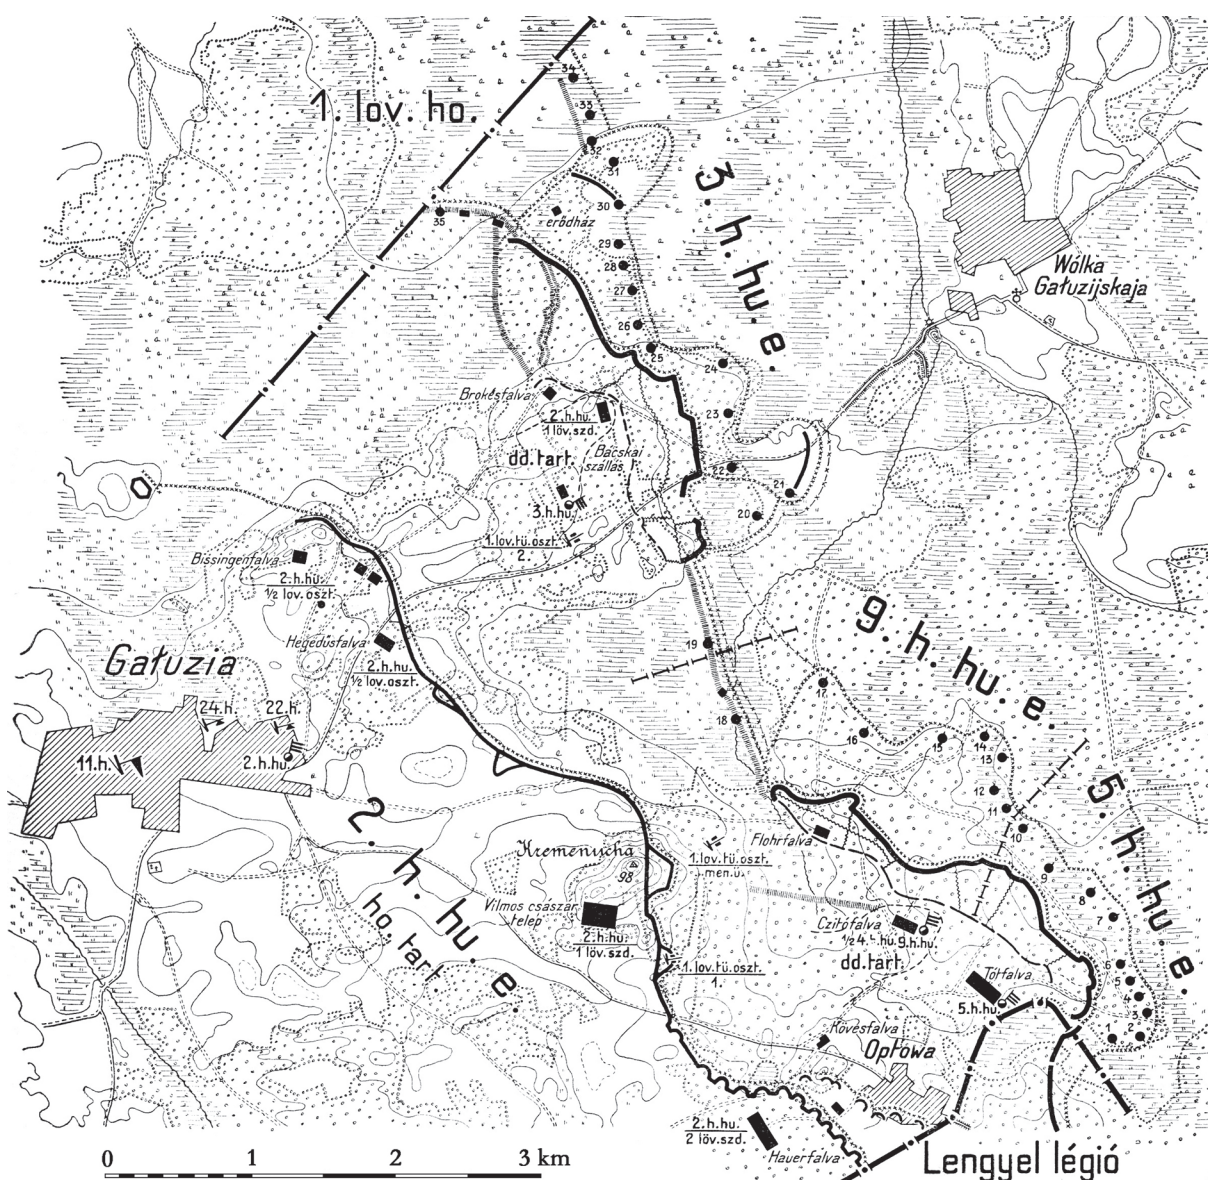 1. lov. ho.
34
33
32
31
30
35
erődház
29
28
27
26
25
24
23
22
21
20
3. h. hu. e.
Wólka
Gałuzijskaja
Brokésfalva
2. h. hu.
1 löv. szd.
dd. tart.
Bácskai
szállás
3. h. hu.
1. lov. tü. oszt.
2.
Bissingenfalva
2. h. hu.
½ lov. oszt.
Hegedűsfalva
2. h. hu.
½ lov. oszt.
Gałuzia
24. h.
22. h.
11. h.
2. h. hu.
19
18
17
16
15
14
13
12
11
10
9
8
7
6
5
4
3
2
1
9. h. hu. e.
5. h. hu. e.
2. h. hu. e.
ho. tart.
Kremenucha
98
Vilmos császár
telep
2. h. hu.
1 löv. szd.
1. lov. tü. oszt.
men. ü.
1. lov. tü. oszt.
1.
Flohrfalva
Czitófalva
½ 4. h. hu. 9. h. hu.
dd. tart.
Tótfalva
5. h. hu.
Kövesfalva
Opłowa
2. h. hu.
2 löv. szd.
Hauerfalva
Lengyel légió
0 1 2 3 km